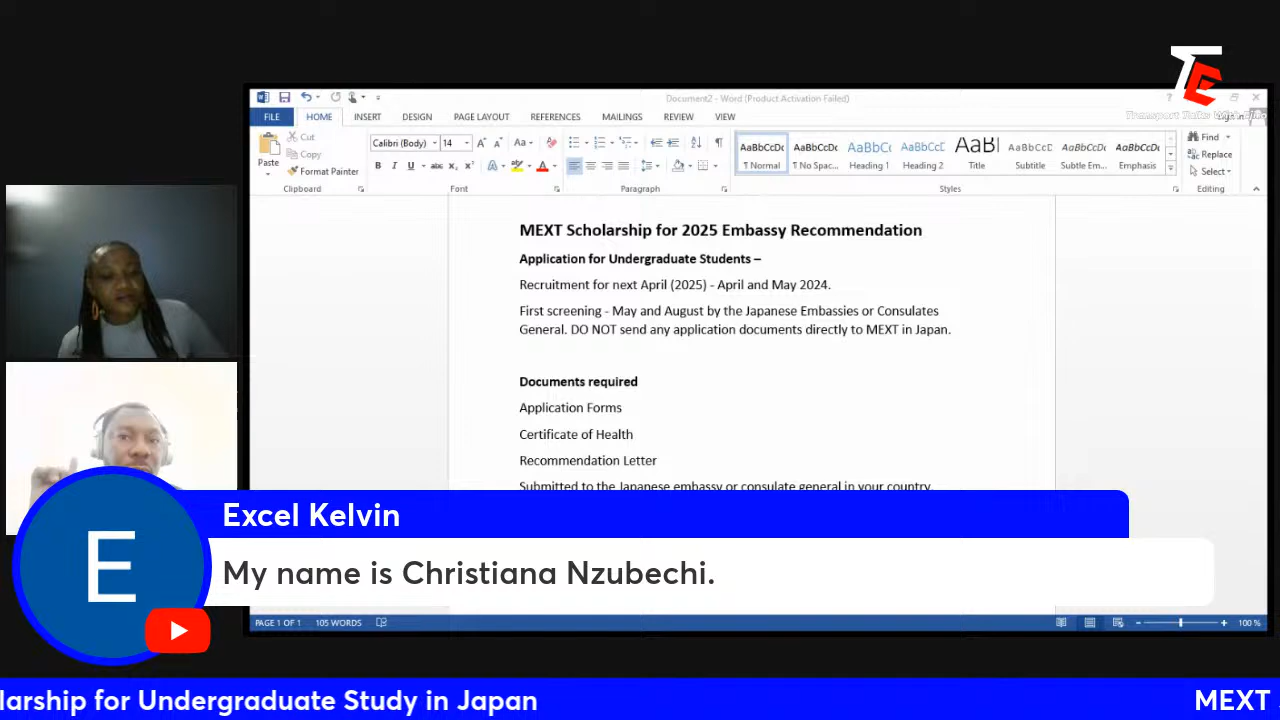 TE
Document2 - Word (Product Activation Failed)
FILE HOME INSERT DESIGN PAGE LAYOUT REFERENCES MAILINGS REVIEW VIEW
Paste
Cut
Copy
Format Painter
Clipboard
Calibri (Body) 14
Font
Paragraph
AaBbCcDc AaBbCcDc AaBbCc AaBbCcD AaBl AaBbCcD AaBbCcDc AaBbCcDc
¶ Normal ¶ No Spac... Heading 1 Heading 2 Title Subtitle Subtle Em... Emphasis
Styles
Find
Replace
Select
Editing
MEXT Scholarship for 2025 Embassy Recommendation
Application for Undergraduate Students –
Recruitment for next April (2025) - April and May 2024.
First screening - May and August by the Japanese Embassies or Consulates
General. DO NOT send any application documents directly to MEXT in Japan.
Documents required
Application Forms
Certificate of Health
Recommendation Letter
Submitted to the Japanese embassy or consulate general in your country.
E
Excel Kelvin
My name is Christiana Nzubechi.
PAGE 1 OF 1 105 WORDS
100 %
larship for Undergraduate Study in Japan
MEXT